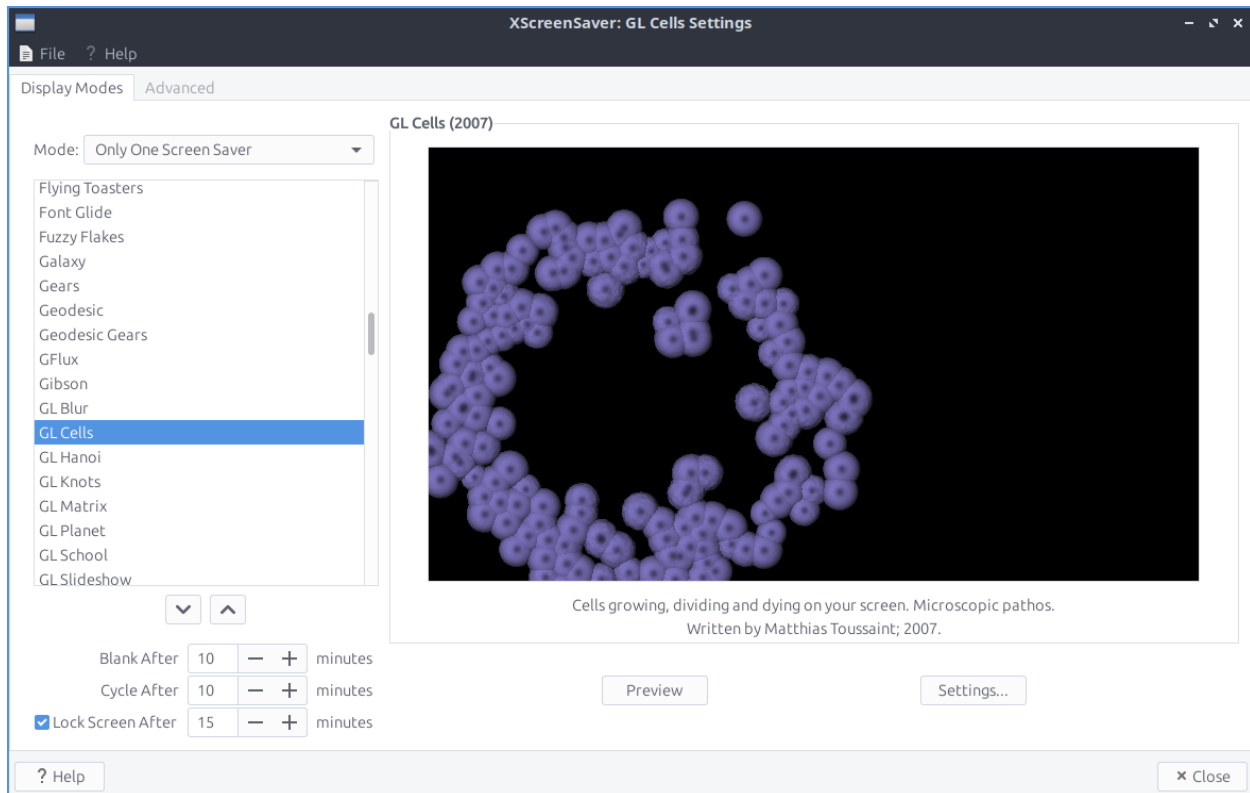 XScreenSaver: GL Cells Settings
File ? Help
Display Modes Advanced
Mode: Only One Screen Saver
Flying Toasters
Font Glide
Fuzzy Flakes
Galaxy
Gears
Geodesic
Geodesic Gears
GFlux
Gibson
GL Blur
GL Cells
GL Hanoi
GL Knots
GL Matrix
GL Planet
GL School
GL Slideshow
Blank After 10 minutes
Cycle After 10 minutes
Lock Screen After 15 minutes
GL Cells (2007)
Cells growing, dividing and dying on your screen. Microscopic pathos.
Written by Matthias Toussaint; 2007.
Preview Settings...
? Help × Close